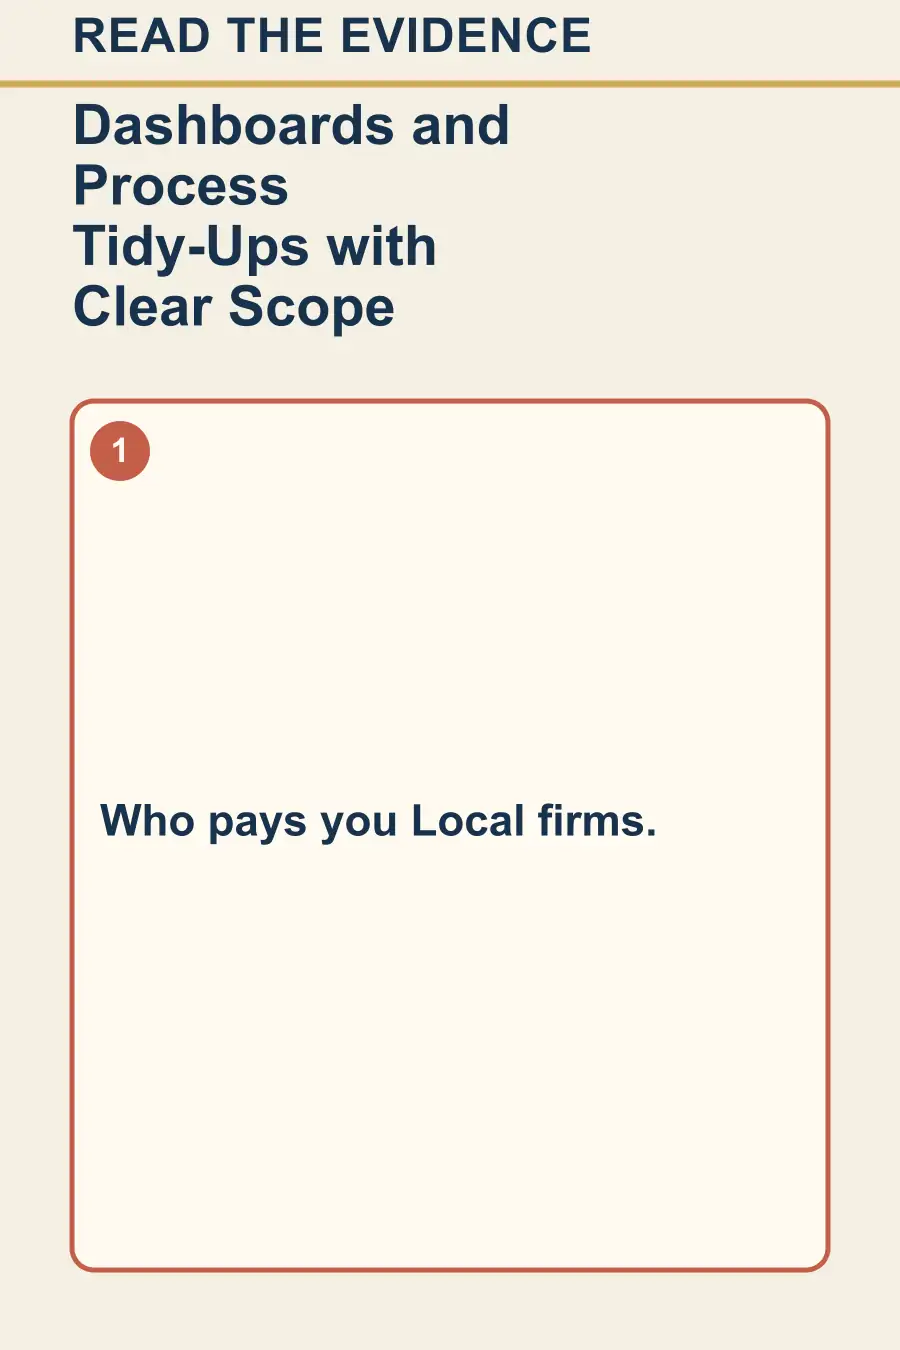 READ THE EVIDENCE
Dashboards and
Process
Tidy-Ups with
Clear Scope
1
Who pays you Local firms.